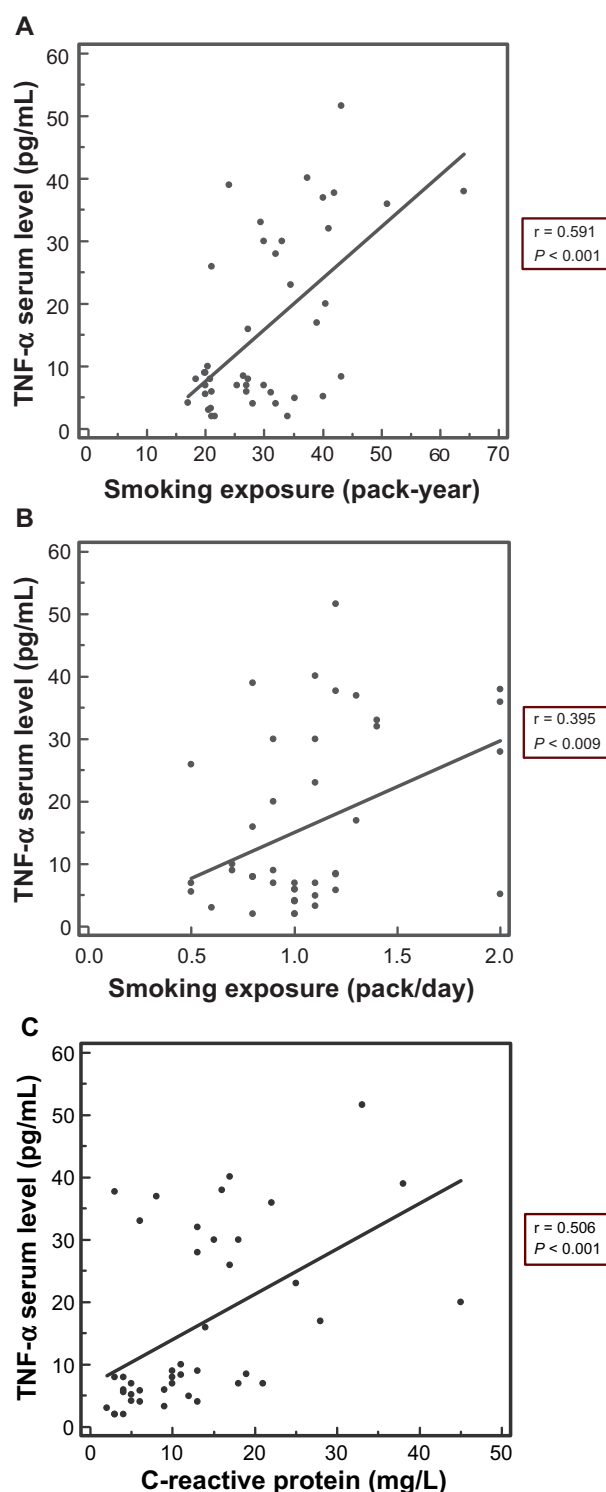 A
TNF-α serum level (pg/mL)
60
50
40
30
20
10
0
0 10 20 30 40 50 60 70
Smoking exposure (pack-year)
r = 0.591
P < 0.001
B
TNF-α serum level (pg/mL)
60
50
40
30
20
10
0
0.0 0.5 1.0 1.5 2.0
Smoking exposure (pack/day)
r = 0.395
P < 0.009
C
TNF-α serum level (pg/mL)
60
50
40
30
20
10
0
0 10 20 30 40 50
C-reactive protein (mg/L)
r = 0.506
P < 0.001